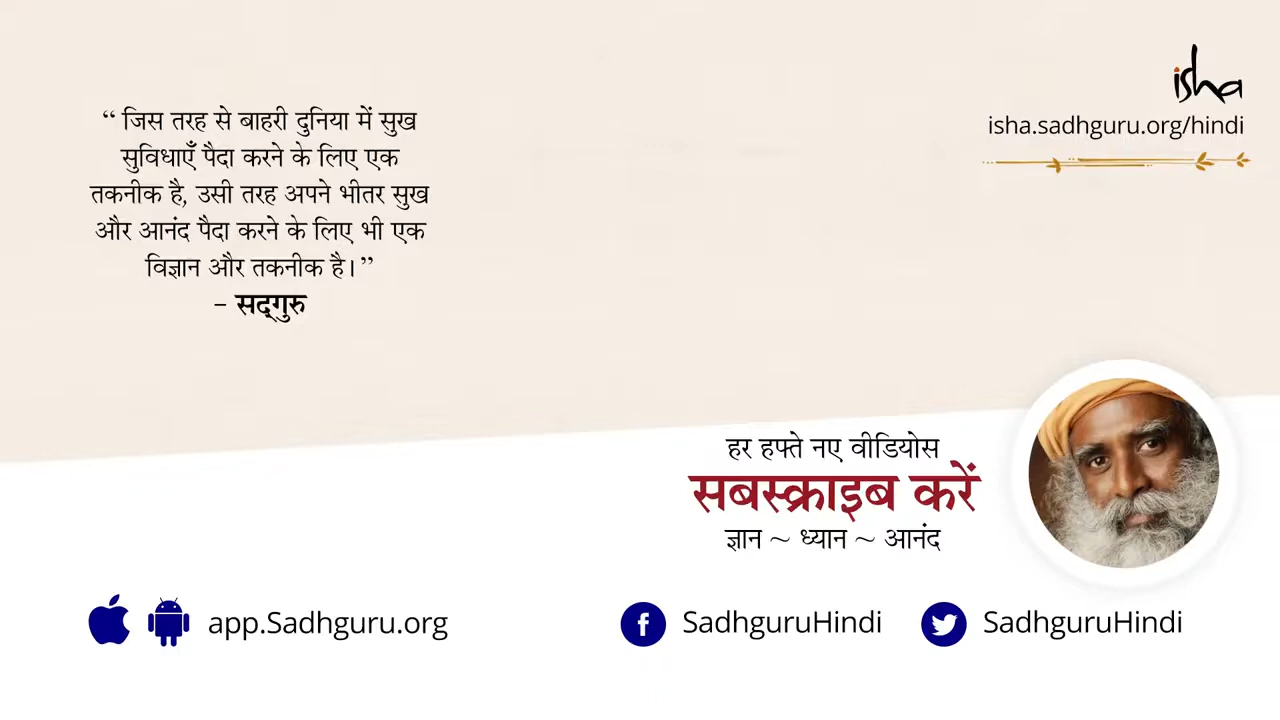 “ जिस तरह से बाहरी दुनिया में सुख
सुविधाएँ पैदा करने के लिए एक
तकनीक है, उसी तरह अपने भीतर सुख
और आनंद पैदा करने के लिए भी एक
विज्ञान और तकनीक है।”
- सद्गुरु
isha
isha.sadhguru.org/hindi
हर हफ्ते नए वीडियोस
सबस्क्राइब करें
ज्ञान ~ ध्यान ~ आनंद
app.Sadhguru.org
SadhguruHindi
SadhguruHindi